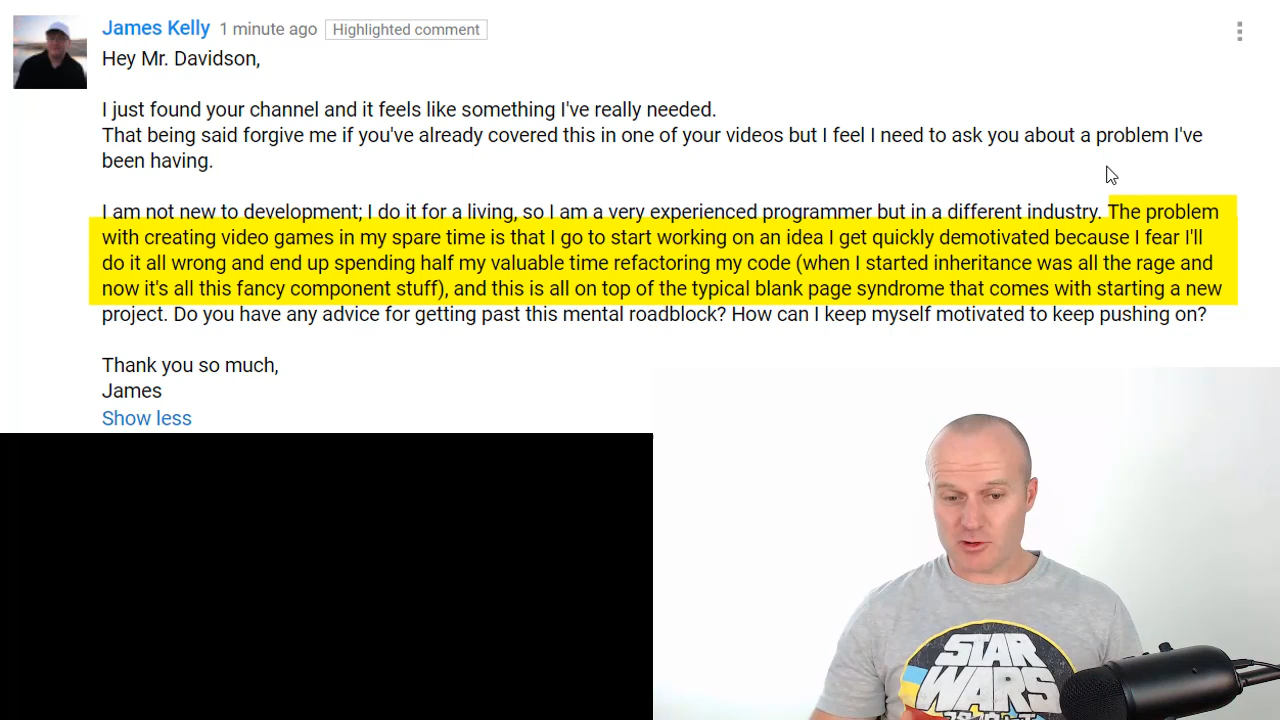 James Kelly 1 minute ago Highlighted comment
Hey Mr. Davidson,
I just found your channel and it feels like something I've really needed.
That being said forgive me if you've already covered this in one of your videos but I feel I need to ask you about a problem I've
been having.
I am not new to development; I do it for a living, so I am a very experienced programmer but in a different industry. The problem
with creating video games in my spare time is that I go to start working on an idea I get quickly demotivated because I fear I'll
do it all wrong and end up spending half my valuable time refactoring my code (when I started inheritance was all the rage and
now it's all this fancy component stuff), and this is all on top of the typical blank page syndrome that comes with starting a new
project. Do you have any advice for getting past this mental roadblock? How can I keep myself motivated to keep pushing on?
Thank you so much,
James
Show less
STAR
WARS